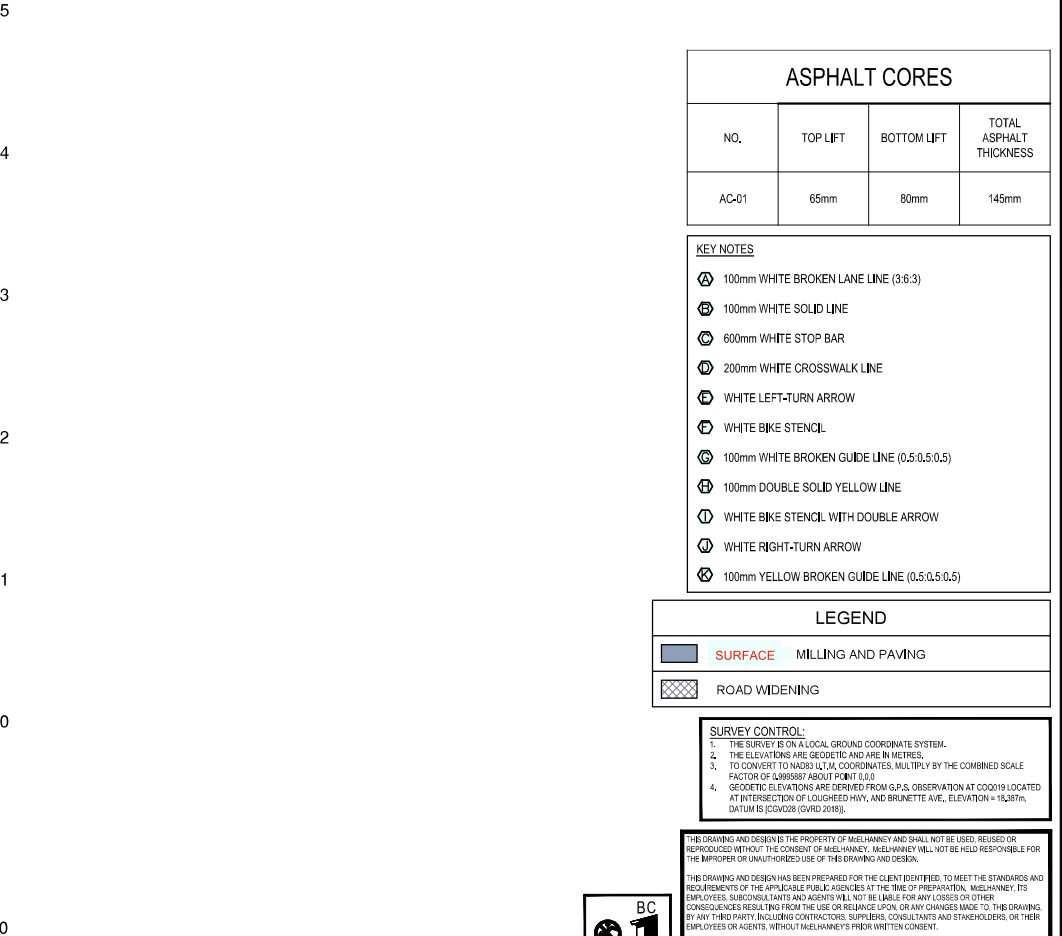 5
4
3
2
1
0
0
ASPHALT CORES
NO. TOP LIFT BOTTOM LIFT TOTAL ASPHALT THICKNESS
AC-01 65mm 80mm 145mm
KEY NOTES
A 100mm WHITE BROKEN LANE LINE (3:6:3)
B 100mm WHITE SOLID LINE
C 600mm WHITE STOP BAR
D 200mm WHITE CROSSWALK LINE
E WHITE LEFT-TURN ARROW
F WHITE BIKE STENCIL
G 100mm WHITE BROKEN GUIDE LINE (0.5:0.5:0.5)
H 100mm DOUBLE SOLID YELLOW LINE
I WHITE BIKE STENCIL WITH DOUBLE ARROW
J WHITE RIGHT-TURN ARROW
K 100mm YELLOW BROKEN GUIDE LINE (0.5:0.5:0.5)
LEGEND
SURFACE MILLING AND PAVING
ROAD WIDENING
SURVEY CONTROL:
1. THE SURVEY IS ON A LOCAL GROUND COORDINATE SYSTEM.
2. THE ELEVATIONS ARE GEODETIC AND ARE IN METRES.
3. TO CONVERT TO NAD83 U.T.M. COORDINATES, MULTIPLY BY THE COMBINED SCALE
FACTOR OF 0.9995887 ABOUT POINT 0,0,0
4. GEODETIC ELEVATIONS ARE DERIVED FROM G.P.S. OBSERVATION AT COQ019 LOCATED
AT INTERSECTION OF LOUGHEED HWY. AND BRUNETTE AVE., ELEVATION = 18.387m,
DATUM IS [CGVD28 (GVRD 2018)].
THIS DRAWING AND DESIGN IS THE PROPERTY OF McELHANNEY AND SHALL NOT BE USED, REUSED OR
REPRODUCED WITHOUT THE CONSENT OF McELHANNEY. McELHANNEY WILL NOT BE HELD RESPONSIBLE FOR
THE IMPROPER OR UNAUTHORIZED USE OF THIS DRAWING AND DESIGN.
THIS DRAWING AND DESIGN HAS BEEN PREPARED FOR THE CLIENT IDENTIFIED, TO MEET THE STANDARDS AND
REQUIREMENTS OF THE APPLICABLE PUBLIC AGENCIES AT THE TIME OF PREPARATION. McELHANNEY, ITS
EMPLOYEES, SUBCONSULTANTS AND AGENTS WILL NOT BE LIABLE FOR ANY LOSSES OR OTHER
CONSEQUENCES RESULTING FROM THE USE OR RELIANCE UPON, OR ANY CHANGES MADE TO, THIS DRAWING,
BY ANY THIRD PARTY, INCLUDING CONTRACTORS, SUPPLIERS, CONSULTANTS AND STAKEHOLDERS, OR THEIR
EMPLOYEES OR AGENTS, WITHOUT McELHANNEY'S PRIOR WRITTEN CONSENT.
BC
1